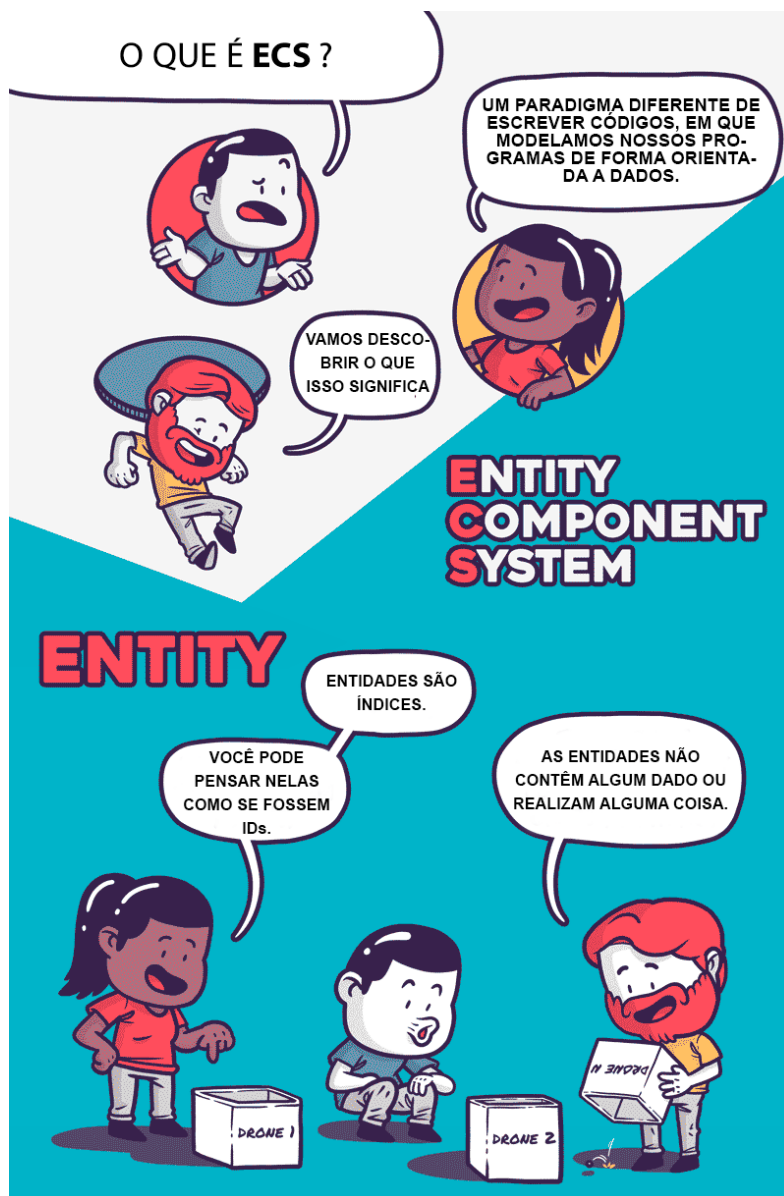 O QUE É ECS ?
UM PARADIGMA DIFERENTE DE
ESCREVER CÓDIGOS, EM QUE
MODELAMOS NOSSOS PRO-
GRAMAS DE FORMA ORIENTA-
DA A DADOS.
VAMOS DESCO-
BRIR O QUE
ISSO SIGNIFICA
ENTITY
COMPONENT
SYSTEM
ENTITY
ENTIDADES SÃO
ÍNDICES.
VOCÊ PODE
PENSAR NELAS
COMO SE FOSSEM
IDs.
AS ENTIDADES NÃO
CONTÊM ALGUM DADO OU
REALIZAM ALGUMA COISA.
DRONE 1
DRONE 2
DRONE N